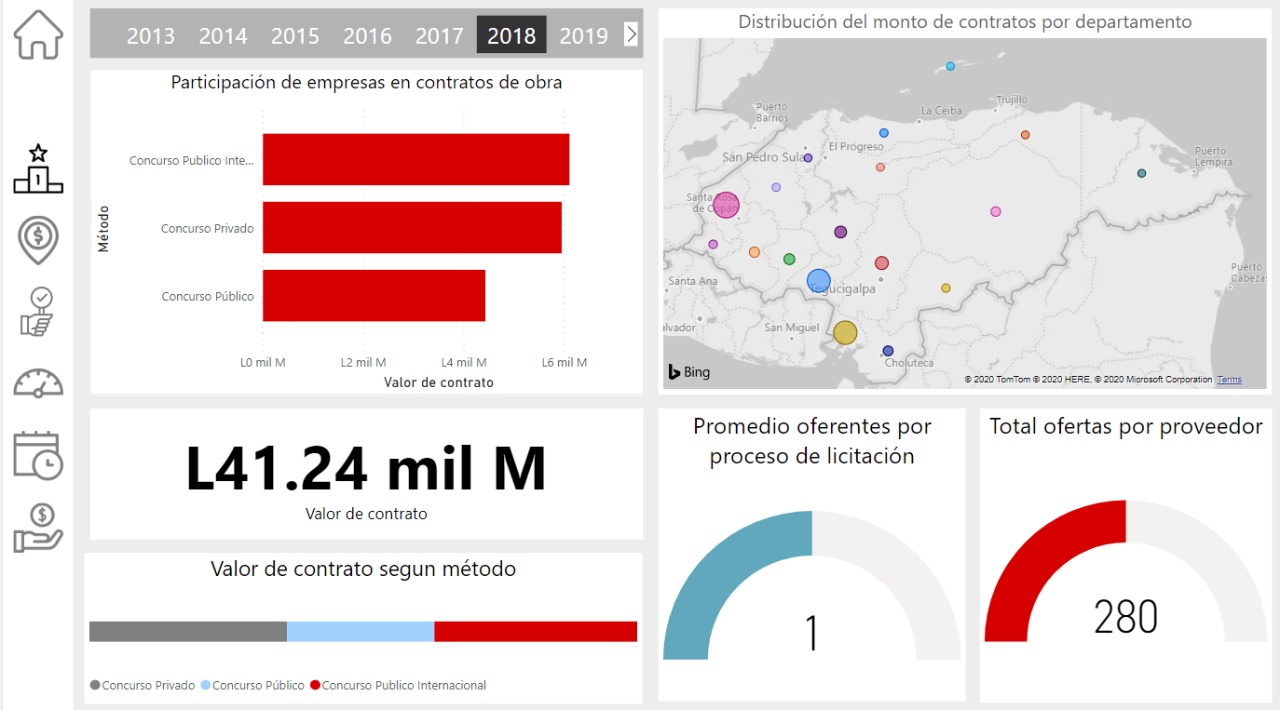 2013 2014 2015 2016 2017 2018 2019
Participación de empresas en contratos de obra
Método
Concurso Publico Inte...
Concurso Privado
Concurso Público
L0 mil M L2 mil M L4 mil M L6 mil M
Valor de contrato
L41.24 mil M
Valor de contrato
Valor de contrato segun método
Concurso Privado Concurso Público Concurso Publico Internacional
Distribución del monto de contratos por departamento
Puerto
Barrios
La Ceiba
Trujillo
San Pedro Sula
El Progreso
Puerto
Lempira
Santa Rosa
de Copán
Santa Ana
Tegucigalpa
Puerto
Cabezas
alvador
San Miguel
Choluteca
Bing
© 2020 TomTom © 2020 HERE, © 2020 Microsoft Corporation Terms
Promedio oferentes por
proceso de licitación
1
Total ofertas por proveedor
280
1